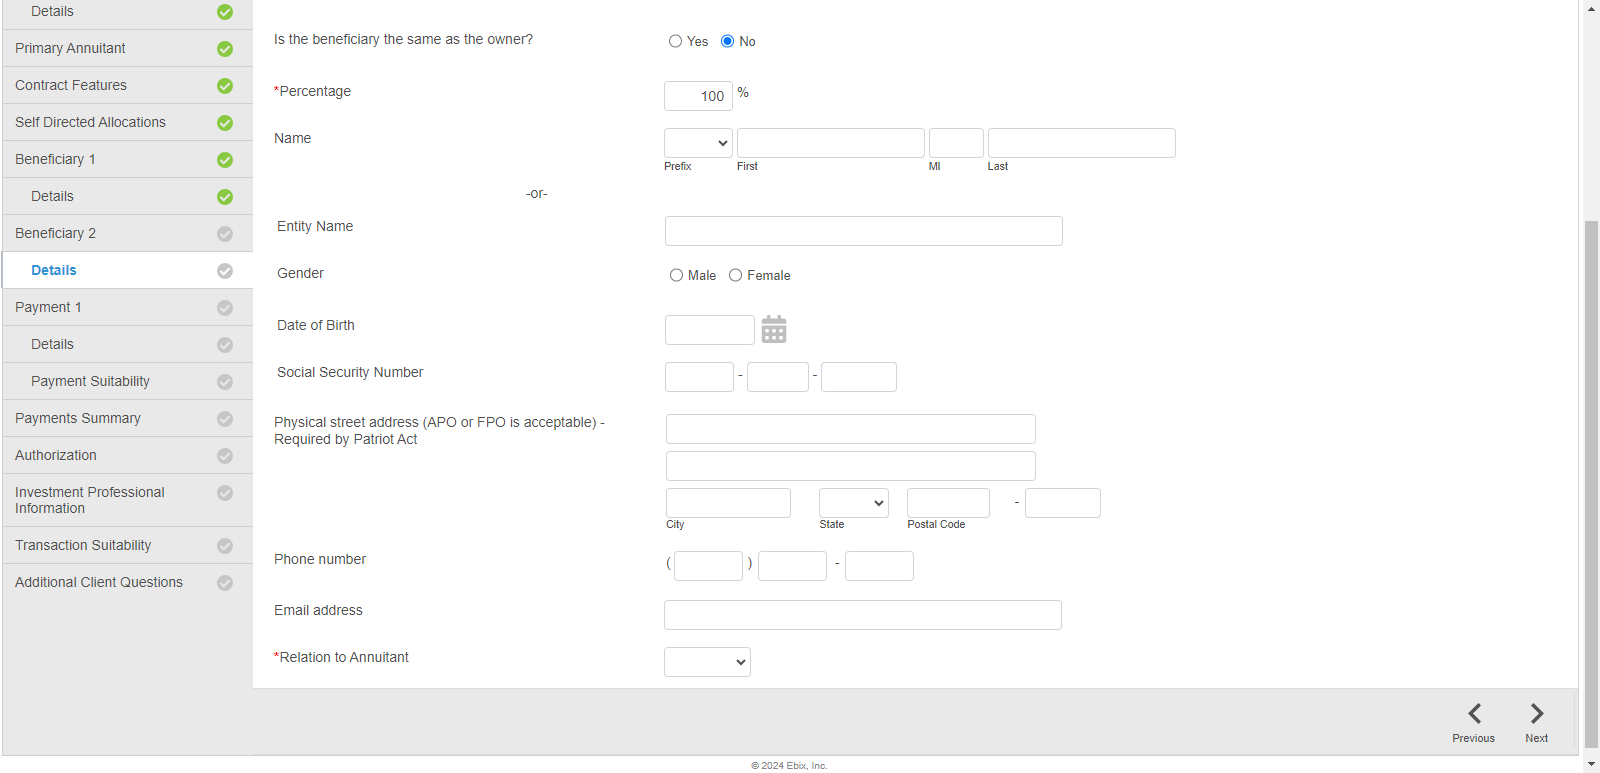 Details
Primary Annuitant
Contract Features
Self Directed Allocations
Beneficiary 1
Details
Beneficiary 2
Details
Payment 1
Details
Payment Suitability
Payments Summary
Authorization
Investment Professional
Information
Transaction Suitability
Additional Client Questions
Is the beneficiary the same as the owner?
Yes No
*Percentage
100 %
Name
Prefix First MI Last
-or-
Entity Name
Gender
Male Female
Date of Birth
Social Security Number
- -
Physical street address (APO or FPO is acceptable) -
Required by Patriot Act
-
City State Postal Code
Phone number
( ) -
Email address
*Relation to Annuitant
Previous Next
© 2024 Ebix, Inc.